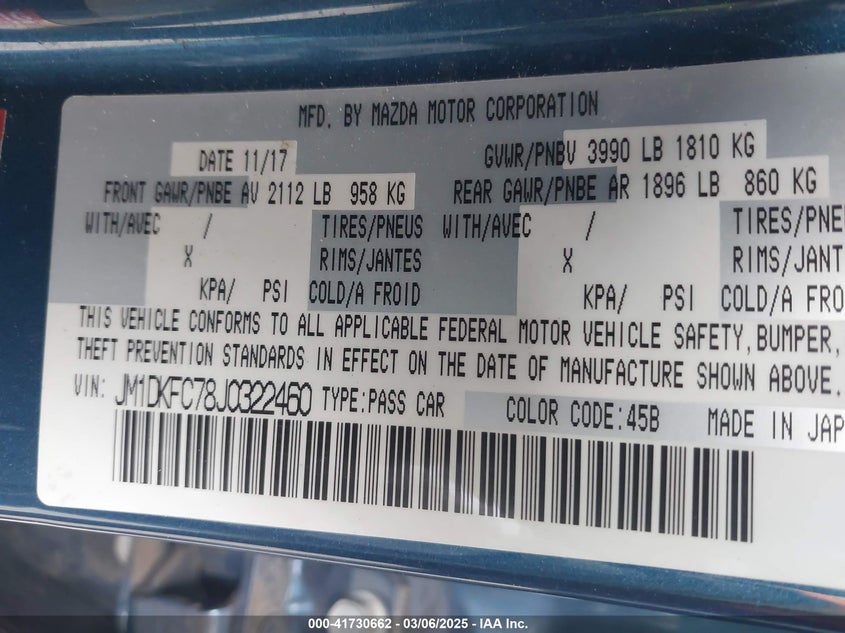 MFD. BY MAZDA MOTOR CORPORATION
DATE 11/17 GVWR/PNBV 3990 LB 1810 KG
FRONT GAWR/PNBE AV 2112 LB 958 KG REAR GAWR/PNBE AR 1896 LB 860 KG
WITH/AVEC / TIRES/PNEUS WITH/AVEC / TIRES/PNE
X RIMS/JANTES X RIMS/JANT
KPA/ PSI COLD/A FROID KPA/ PSI COLD/A FRO
THIS VEHICLE CONFORMS TO ALL APPLICABLE FEDERAL MOTOR VEHICLE SAFETY, BUMPER,
THEFT PREVENTION STANDARDS IN EFFECT ON THE DATE OF MANUFACTURE SHOWN ABOVE.
VIN: JM1DKFC78J0322460 TYPE:PASS CAR COLOR CODE:45B MADE IN JAP
000-41730662 - 03/06/2025 - IAA Inc.